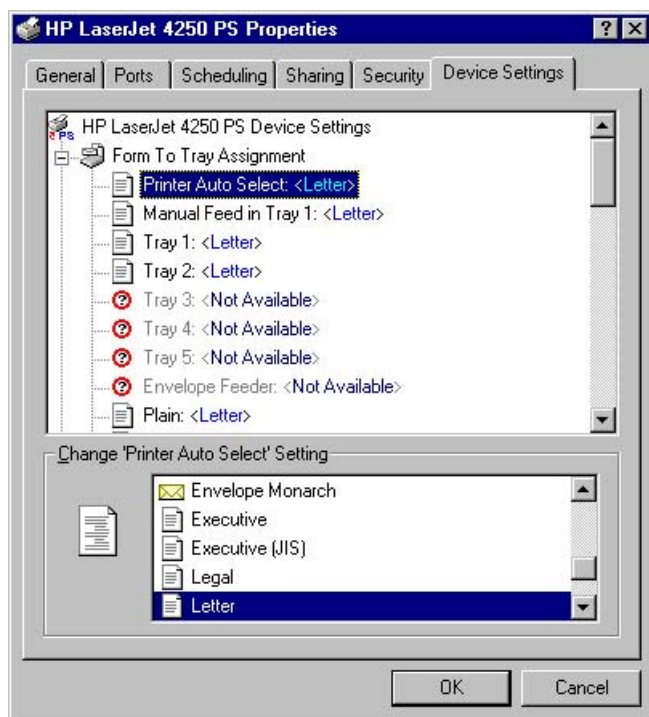 HP LaserJet 4250 PS Properties
General Ports Scheduling Sharing Security Device Settings
PS HP LaserJet 4250 PS Device Settings
Form To Tray Assignment
Printer Auto Select: <Letter>
Manual Feed in Tray 1: <Letter>
Tray 1: <Letter>
Tray 2: <Letter>
Tray 3: <Not Available>
Tray 4: <Not Available>
Tray 5: <Not Available>
Envelope Feeder: <Not Available>
Plain: <Letter>
Change 'Printer Auto Select' Setting
Envelope Monarch
Executive
Executive (JIS)
Legal
Letter
OK Cancel